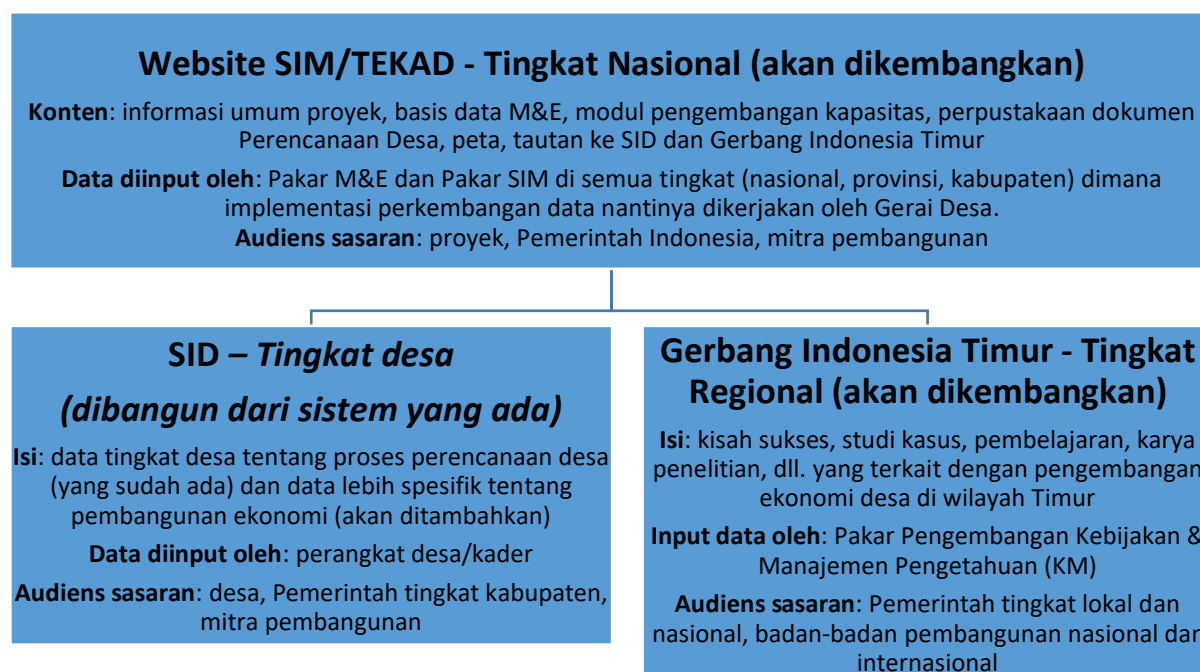 Website SIM/TEKAD - Tingkat Nasional (akan dikembangkan)
Konten: informasi umum proyek, basis data M&E, modul pengembangan kapasitas, perpustakaan dokumen
Perencanaan Desa, peta, tautan ke SID dan Gerbang Indonesia Timur
Data diinput oleh: Pakar M&E dan Pakar SIM di semua tingkat (nasional, provinsi, kabupaten) dimana
implementasi perkembangan data nantinya dikerjakan oleh Gerai Desa.
Audiens sasaran: proyek, Pemerintah Indonesia, mitra pembangunan
SID – Tingkat desa
(dibangun dari sistem yang ada)
Isi: data tingkat desa tentang proses perencanaan desa
(yang sudah ada) dan data lebih spesifik tentang
pembangunan ekonomi (akan ditambahkan)
Data diinput oleh: perangkat desa/kader
Audiens sasaran: desa, Pemerintah tingkat kabupaten,
mitra pembangunan
Gerbang Indonesia Timur - Tingkat
Regional (akan dikembangkan)
Isi: kisah sukses, studi kasus, pembelajaran, karya
penelitian, dll. yang terkait dengan pengembangan
ekonomi desa di wilayah Timur
Input data oleh: Pakar Pengembangan Kebijakan &
Manajemen Pengetahuan (KM)
Audiens sasaran: Pemerintah tingkat lokal dan
nasional, badan-badan pembangunan nasional dan
internasional